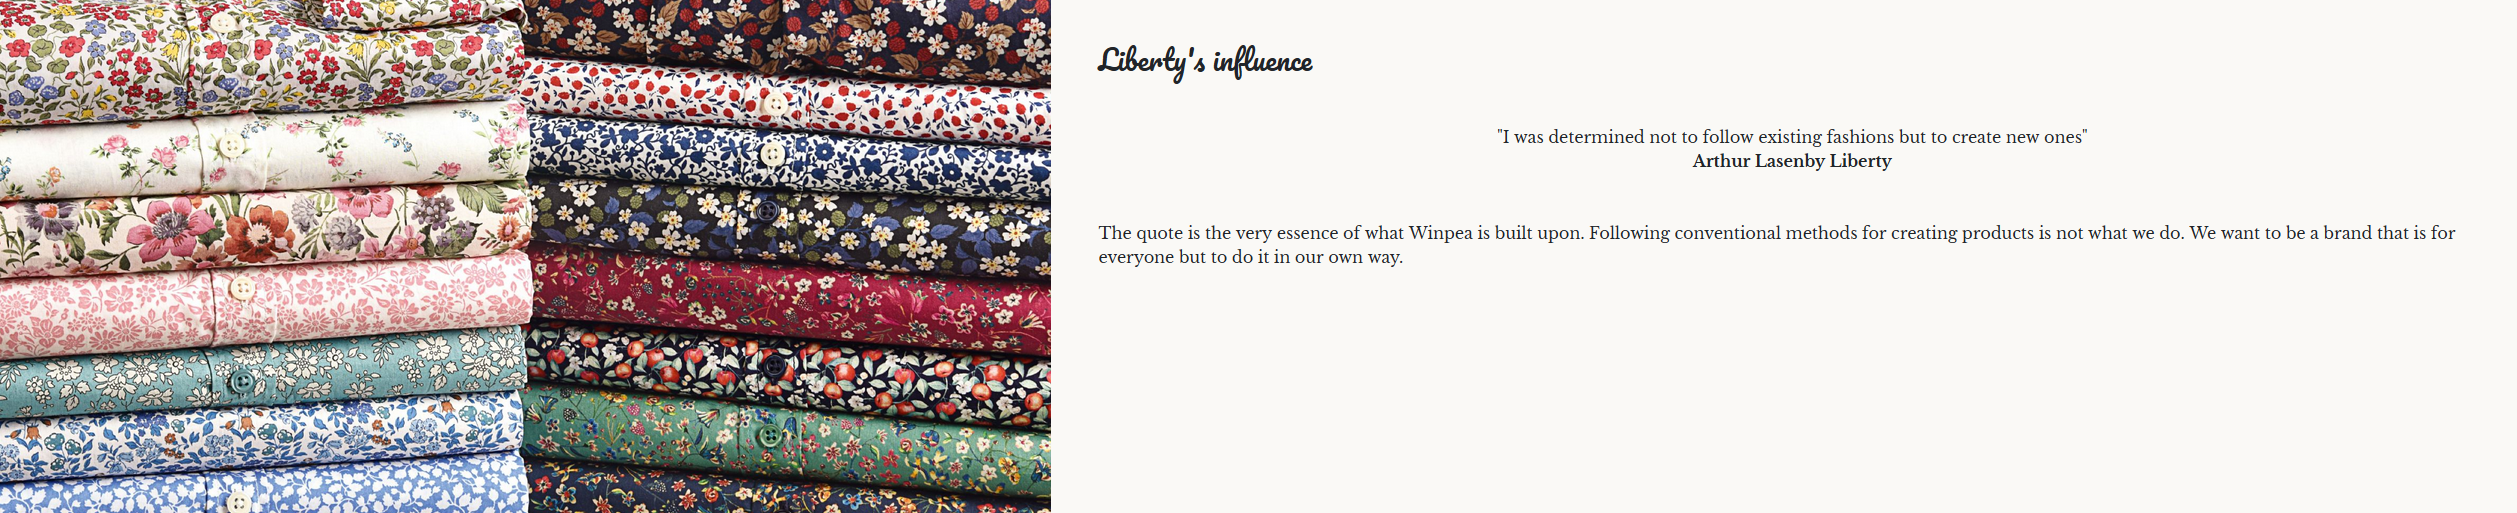 Liberty's influence
"I was determined not to follow existing fashions but to create new ones"
Arthur Lasenby Liberty
The quote is the very essence of what Winpea is built upon. Following conventional methods for creating products is not what we do. We want to be a brand that is for
everyone but to do it in our own way.